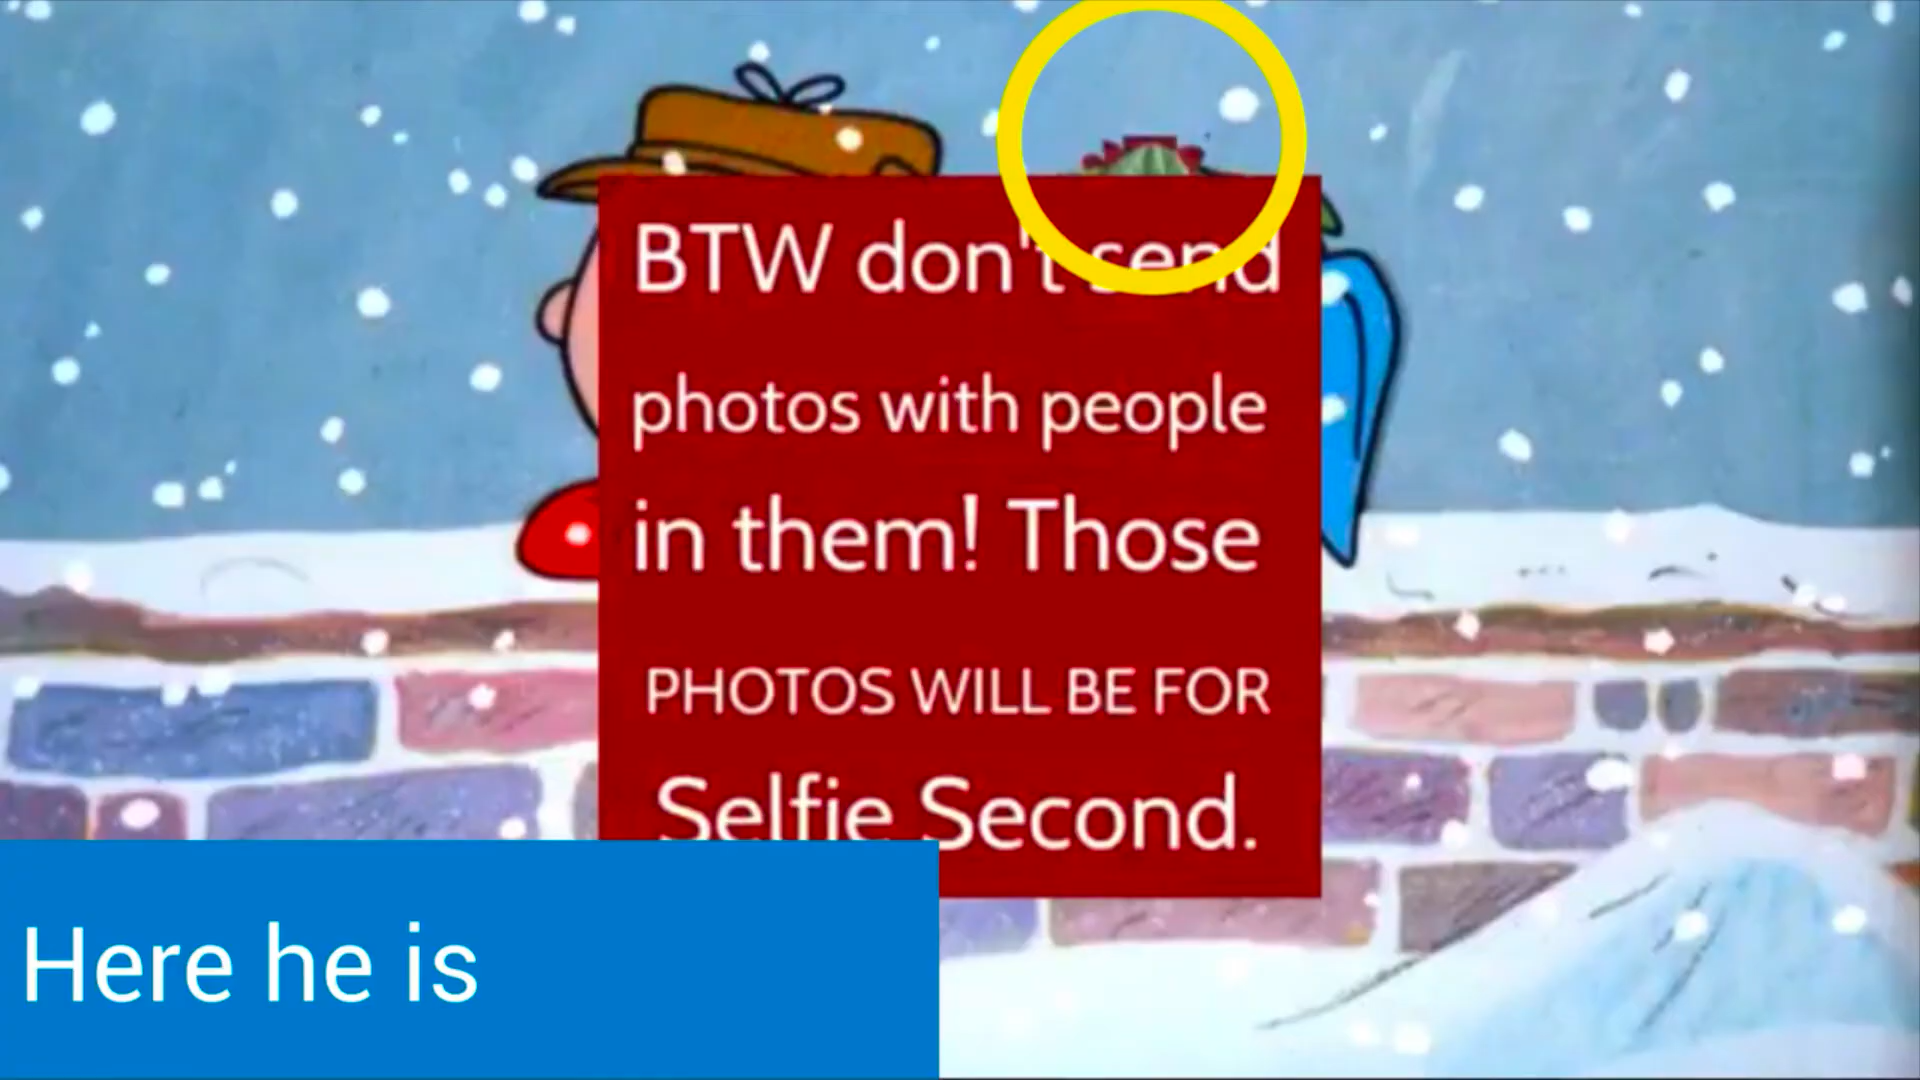 BTW don't send
photos with people
in them! Those
PHOTOS WILL BE FOR
Selfie Second.
Here he is